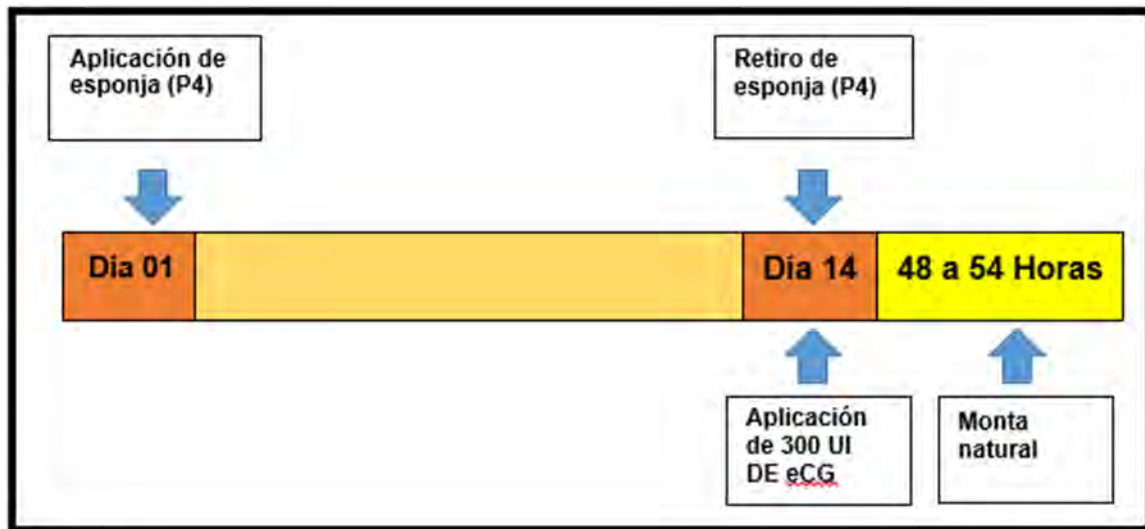 Aplicación de
esponja (P4)
Retiro de
esponja (P4)
Dia 01
Día 14
48 a 54 Horas
Aplicación
de 300 UI
DE eCG
Monta
natural